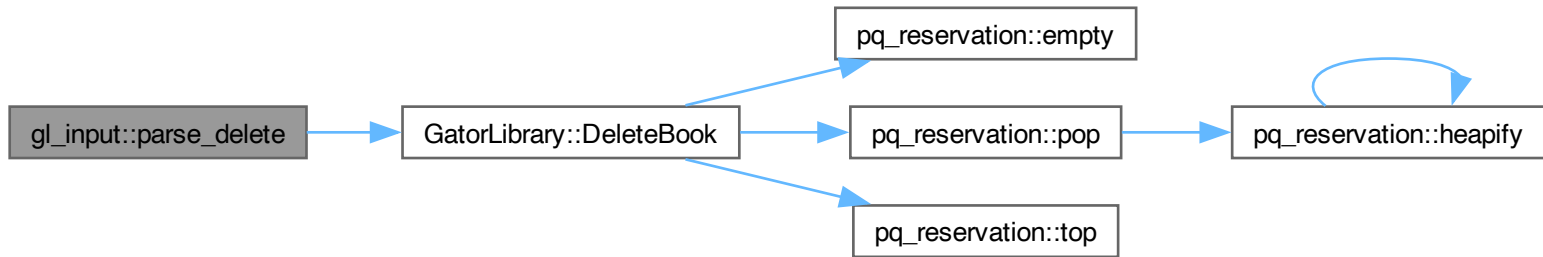 gl_input::parse_delete
GatorLibrary::DeleteBook
pq_reservation::empty
pq_reservation::pop
pq_reservation::top
pq_reservation::heapify